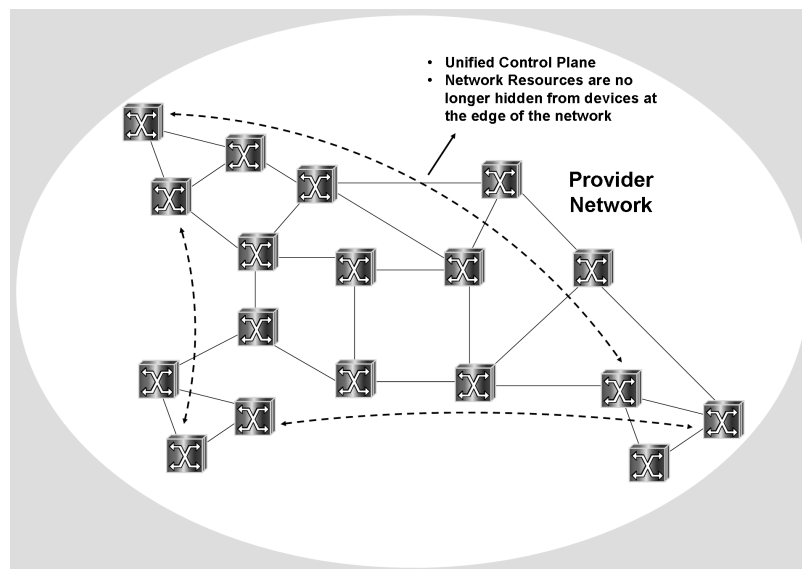 • Unified Control Plane
• Network Resources are no
longer hidden from devices at
the edge of the network
Provider
Network